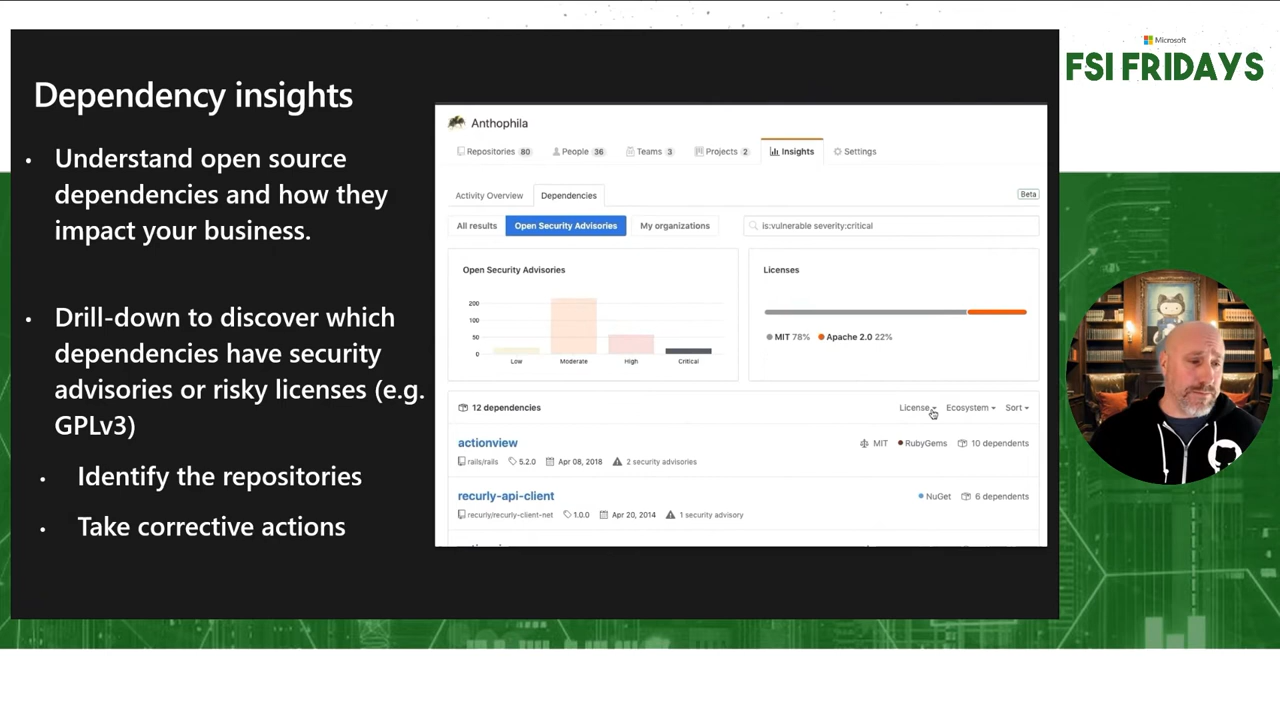 Microsoft
FSI FRIDAYS
Dependency insights
• Understand open source
dependencies and how they
impact your business.
• Drill-down to discover which
dependencies have security
advisories or risky licenses (e.g.
GPLv3)
• Identify the repositories
• Take corrective actions
Anthophila
Repositories 80 People 36 Teams 3 Projects 2 Insights Settings
Activity Overview Dependencies Beta
All results Open Security Advisories My organizations is:vulnerable severity:critical
Open Security Advisories
200
100
50
0
Low Moderate High Critical
Licenses
MIT 78% Apache 2.0 22%
12 dependencies License Ecosystem Sort
actionview MIT RubyGems 10 dependents
rails/rails 5.2.0 Apr 08, 2018 2 security advisories
recurly-api-client NuGet 6 dependents
recurly/recurly-client-net 1.0.0 Apr 20, 2014 1 security advisory